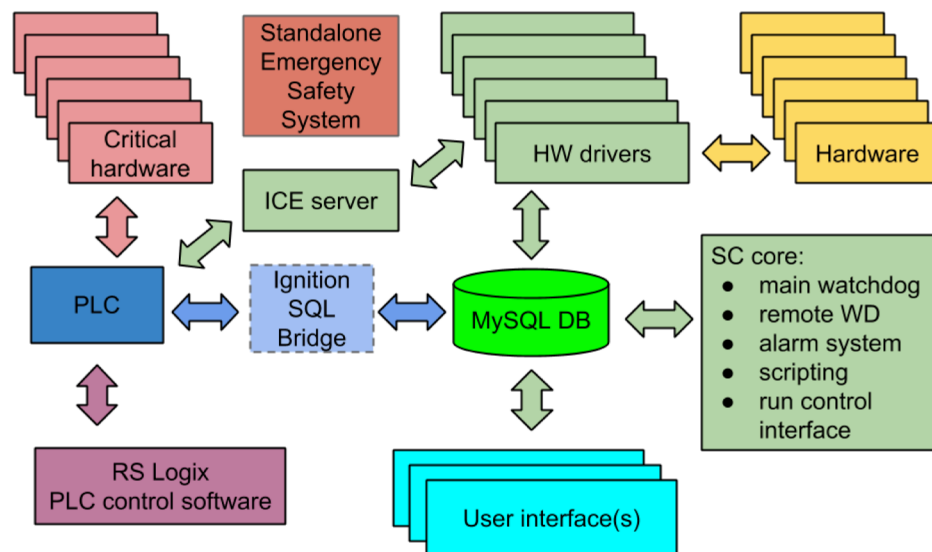 Standalone
Emergency
Safety
System
Critical
hardware
HW drivers
Hardware
ICE server
PLC
Ignition
SQL
Bridge
MySQL DB
SC core:
● main watchdog
● remote WD
● alarm system
● scripting
● run control
interface
RS Logix
PLC control software
User interface(s)